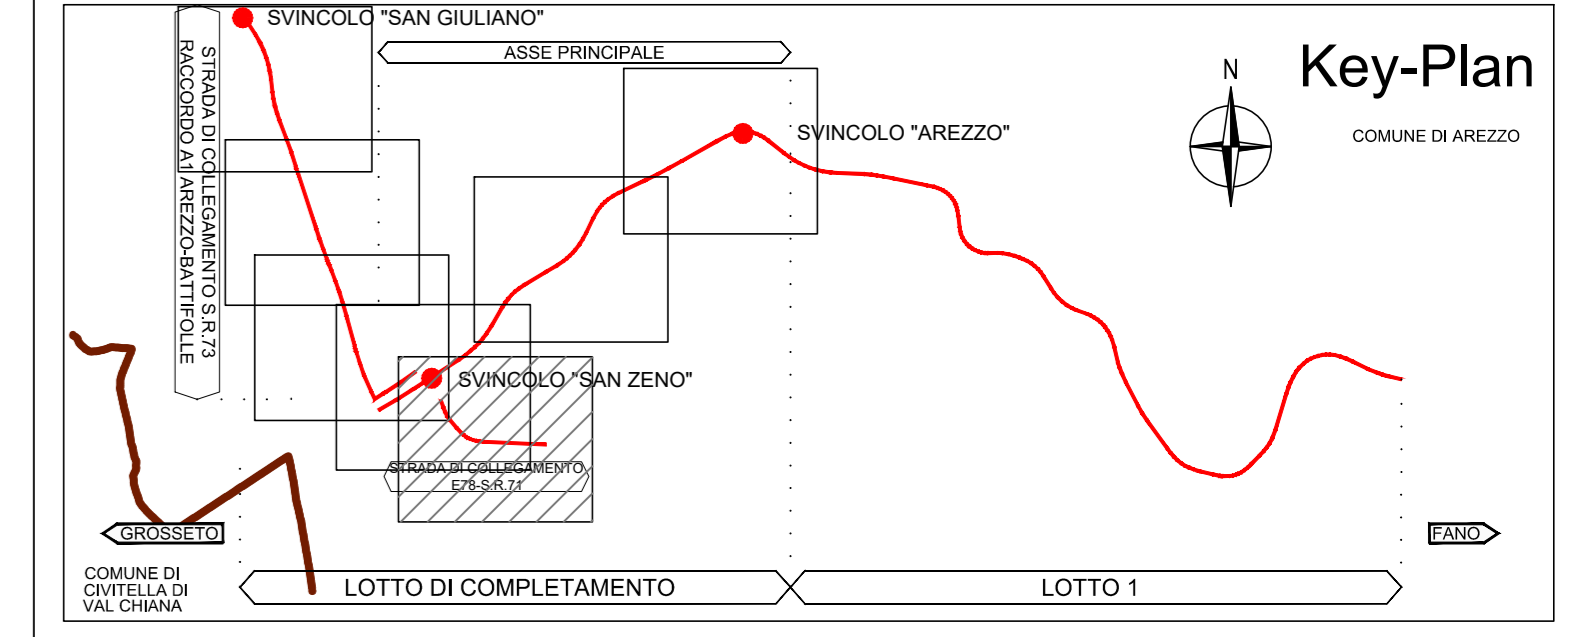 SVINCOLO "SAN GIULIANO"
ASSE PRINCIPALE
Key-Plan
N
COMUNE DI AREZZO
SVINCOLO "AREZZO"
STRADA DI COLLEGAMENTO S.R.73
RACCORDO A1 AREZZO-BATTIFOLLE
SVINCOLO "SAN ZENO"
STRADA DI COLLEGAMENTO
E78-S.R.71
GROSSETO
FANO
COMUNE DI
CIVITELLA DI
VAL CHIANA
LOTTO DI COMPLETAMENTO
LOTTO 1